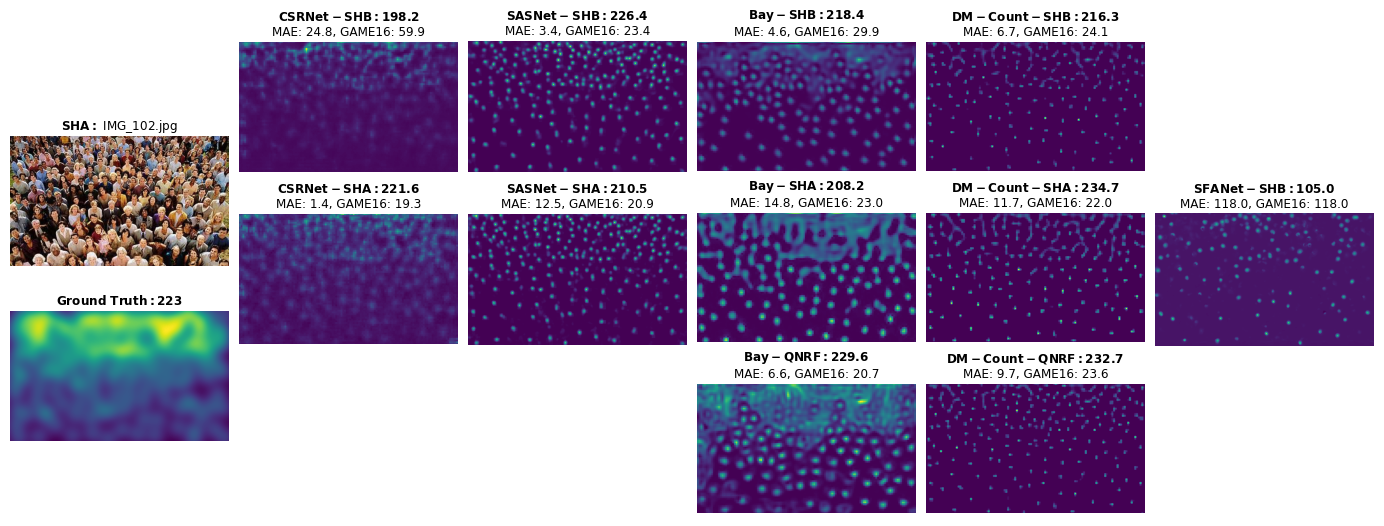 CSRNet−SHB: 198.2
MAE: 24.8, GAME16: 59.9
SASNet−SHB: 226.4
MAE: 3.4, GAME16: 23.4
Bay−SHB: 218.4
MAE: 4.6, GAME16: 29.9
DM−Count−SHB: 216.3
MAE: 6.7, GAME16: 24.1
SHA: IMG_102.jpg
CSRNet−SHA: 221.6
MAE: 1.4, GAME16: 19.3
SASNet−SHA: 210.5
MAE: 12.5, GAME16: 20.9
Bay−SHA: 208.2
MAE: 14.8, GAME16: 23.0
DM−Count−SHA: 234.7
MAE: 11.7, GAME16: 22.0
SFANet−SHB: 105.0
MAE: 118.0, GAME16: 118.0
Ground Truth: 223
Bay−QNRF: 229.6
MAE: 6.6, GAME16: 20.7
DM−Count−QNRF: 232.7
MAE: 9.7, GAME16: 23.6